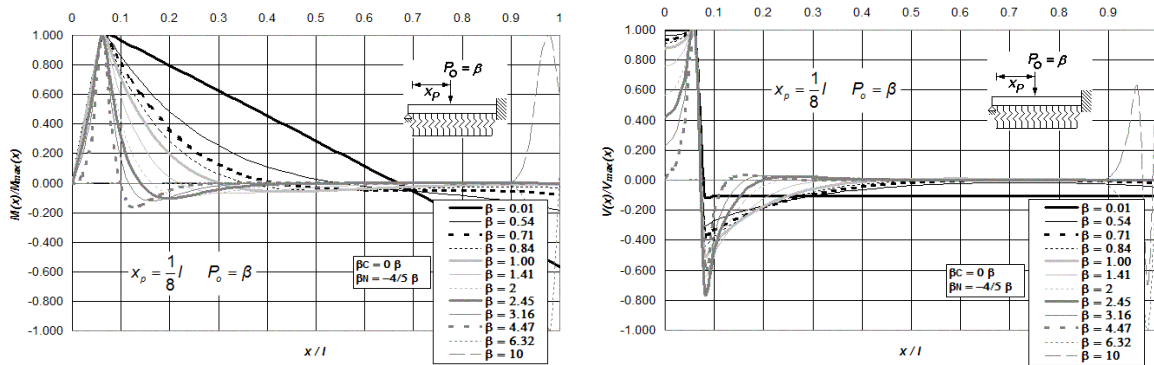 0 0.1 0.2 0.3 0.4 0.5 0.6 0.7 0.8 0.9 1
1.000
0.800
0.600
0.400
0.200
0.000
-0.200
-0.400
-0.600
-0.800
-1.000
M(x)/Mmax(x)
x / l
Po = β
xP
xp = 1/8 l Po = β
βC = 0 β
βN = -4/5 β
β = 0.01
β = 0.54
β = 0.71
β = 0.84
β = 1.00
β = 1.41
β = 2
β = 2.45
β = 3.16
β = 4.47
β = 6.32
β = 10
0 0.1 0.2 0.3 0.4 0.5 0.6 0.7 0.8 0.9
1.000
0.800
0.600
0.400
0.200
0.000
-0.200
-0.400
-0.600
-0.800
-1.000
V(x)/Vmax(x)
x / l
Po = β
xP
xp = 1/8 l Po = β
βC = 0 β
βN = -4/5 β
β = 0.01
β = 0.54
β = 0.71
β = 0.84
β = 1.00
β = 1.41
β = 2
β = 2.45
β = 3.16
β = 4.47
β = 6.32
β = 10